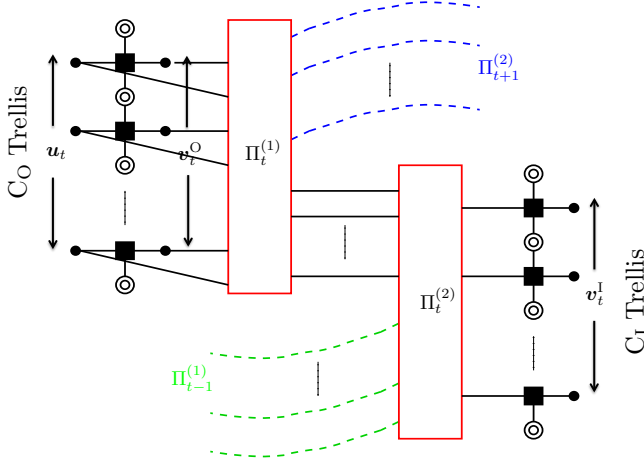 C_O Trellis
u_t
v_t^O
Π_t^{(1)}
Π_{t+1}^{(2)}
Π_{t-1}^{(1)}
Π_t^{(2)}
v_t^I
C_I Trellis